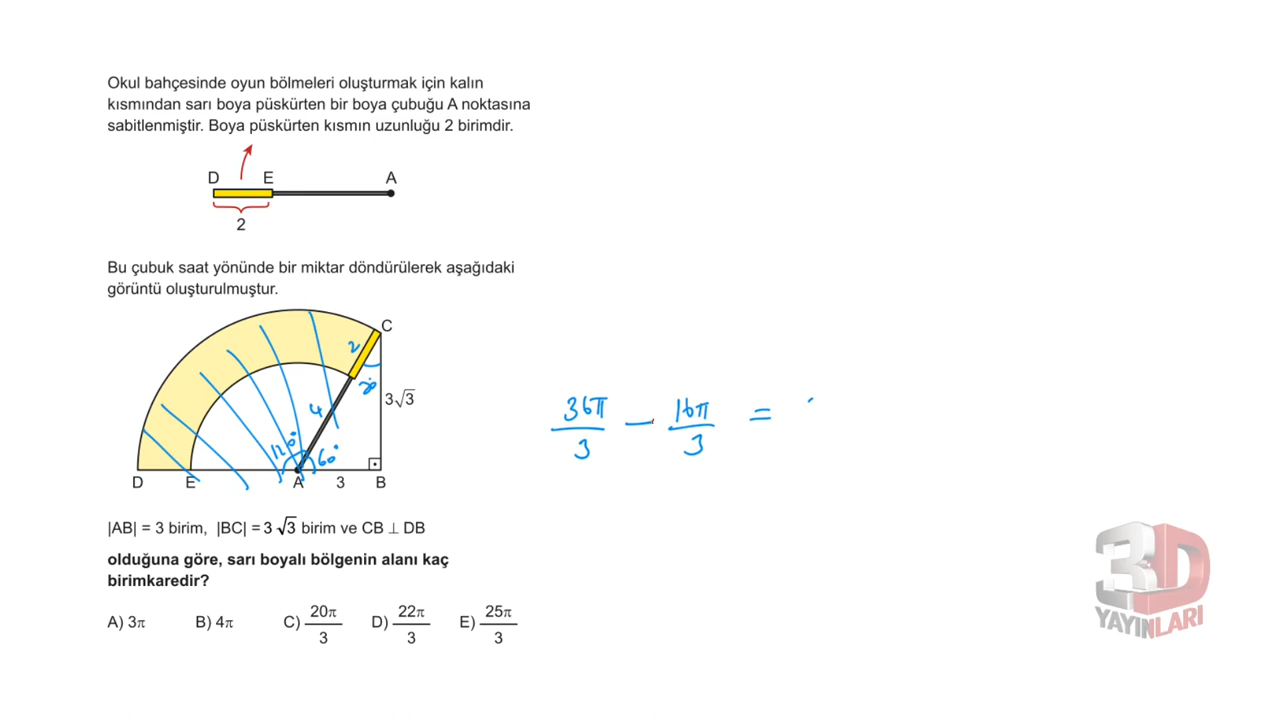 Okul bahçesinde oyun bölmeleri oluşturmak için kalın
kısmından sarı boya püskürten bir boya çubuğu A noktasına
sabitlenmiştir. Boya püskürten kısmın uzunluğu 2 birimdir.
D E A
2
Bu çubuk saat yönünde bir miktar döndürülerek aşağıdaki
görüntü oluşturulmuştur.
C
2
3√3
4
120° 60°
D E A 3 B
36π/3 − 16π/3 =
|AB| = 3 birim, |BC| = 3 √3 birim ve CB ⊥ DB
olduğuna göre, sarı boyalı bölgenin alanı kaç
birimkaredir?
A) 3π B) 4π C) 20π/3 D) 22π/3 E) 25π/3
3D
YAYINLARI